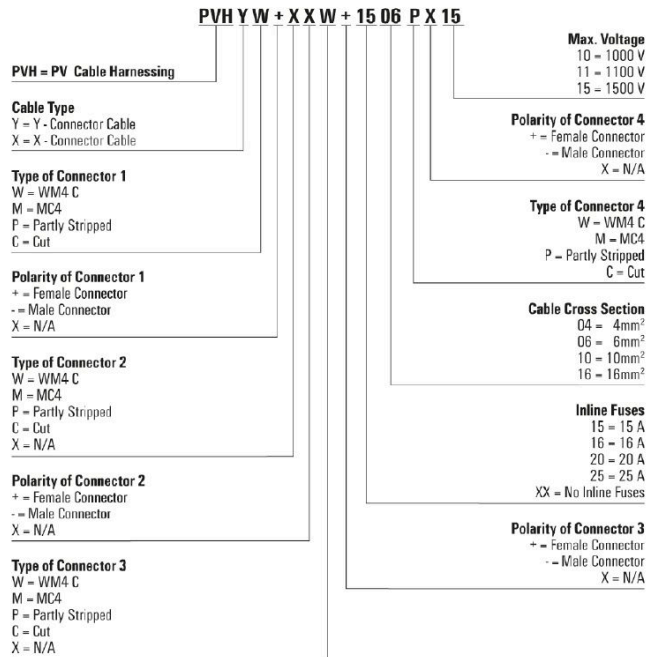 PVH Y W + X X W + 15 06 P X 15
PVH = PV Cable Harnessing
Cable Type
Y = Y - Connector Cable
X = X - Connector Cable
Type of Connector 1
W = WM4 C
M = MC4
P = Partly Stripped
C = Cut
Polarity of Connector 1
+ = Female Connector
- = Male Connector
X = N/A
Type of Connector 2
W = WM4 C
M = MC4
P = Partly Stripped
C = Cut
X = N/A
Polarity of Connector 2
+ = Female Connector
- = Male Connector
X = N/A
Type of Connector 3
W = WM4 C
M = MC4
P = Partly Stripped
C = Cut
X = N/A
Max. Voltage
10 = 1000 V
11 = 1100 V
15 = 1500 V
Polarity of Connector 4
+ = Female Connector
- = Male Connector
X = N/A
Type of Connector 4
W = WM4 C
M = MC4
P = Partly Stripped
C = Cut
Cable Cross Section
04 = 4mm²
06 = 6mm²
10 = 10mm²
16 = 16mm²
Inline Fuses
15 = 15 A
16 = 16 A
20 = 20 A
25 = 25 A
XX = No Inline Fuses
Polarity of Connector 3
+ = Female Connector
- = Male Connector
X = N/A